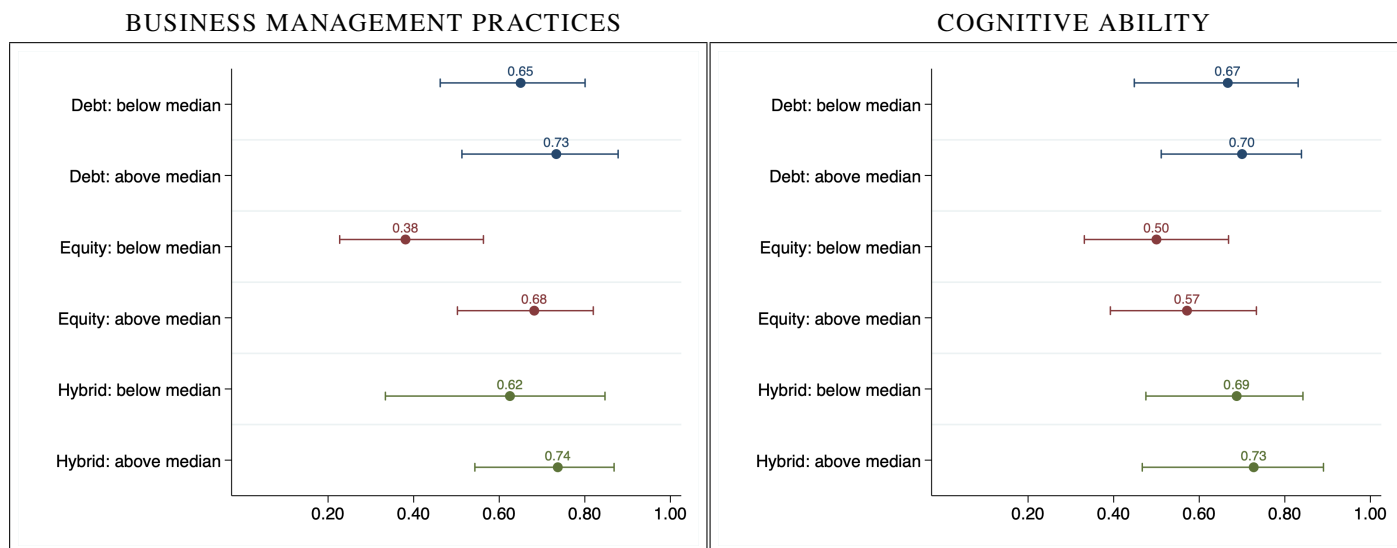 BUSINESS MANAGEMENT PRACTICES
0.65
Debt: below median
0.73
Debt: above median
0.38
Equity: below median
0.68
Equity: above median
0.62
Hybrid: below median
0.74
Hybrid: above median
0.20 0.40 0.60 0.80 1.00
COGNITIVE ABILITY
0.67
Debt: below median
0.70
Debt: above median
0.50
Equity: below median
0.57
Equity: above median
0.69
Hybrid: below median
0.73
Hybrid: above median
0.20 0.40 0.60 0.80 1.00